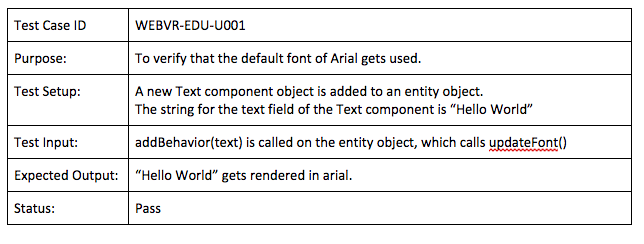 Test Case ID WEBVR-EDU-U001
Purpose: To verify that the default font of Arial gets used.
Test Setup: A new Text component object is added to an entity object.
The string for the text field of the Text component is “Hello World”
Test Input: addBehavior(text) is called on the entity object, which calls updateFont()
Expected Output: “Hello World” gets rendered in arial.
Status: Pass